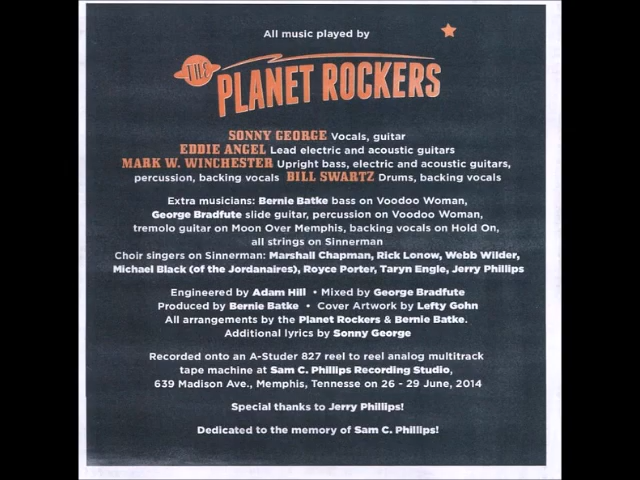 All music played by
THE
PLANET ROCKERS
SONNY GEORGE Vocals, guitar
EDDIE ANGEL Lead electric and acoustic guitars
MARK W. WINCHESTER Upright bass, electric and acoustic guitars,
percussion, backing vocals BILL SWARTZ Drums, backing vocals
Extra musicians: Bernie Batke bass on Voodoo Woman,
George Bradfute slide guitar, percussion on Voodoo Woman,
tremolo guitar on Moon Over Memphis, backing vocals on Hold On,
all strings on Sinnerman
Choir singers on Sinnerman: Marshall Chapman, Rick Lonow, Webb Wilder,
Michael Black (of the Jordanaires), Royce Porter, Taryn Engle, Jerry Phillips
Engineered by Adam Hill • Mixed by George Bradfute
Produced by Bernie Batke • Cover Artwork by Lefty Gohn
All arrangements by the Planet Rockers & Bernie Batke.
Additional lyrics by Sonny George
Recorded onto an A-Studer 827 reel to reel analog multitrack
tape machine at Sam C. Phillips Recording Studio,
639 Madison Ave., Memphis, Tennesse on 26 - 29 June, 2014
Special thanks to Jerry Phillips!
Dedicated to the memory of Sam C. Phillips!